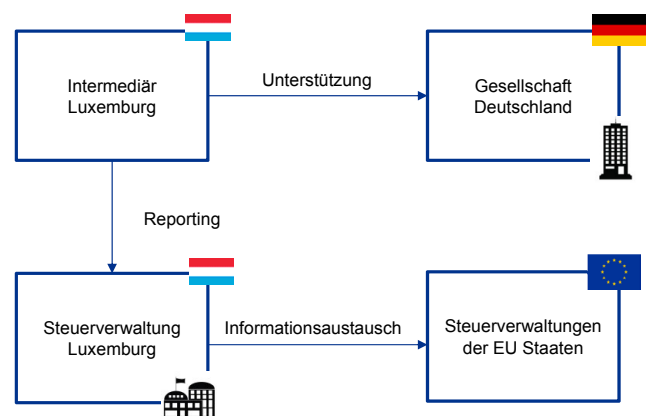 Intermediär
Luxemburg
Unterstützung
Gesellschaft
Deutschland
Reporting
Steuerverwaltung
Luxemburg
Informationsaustausch
Steuerverwaltungen
der EU Staaten